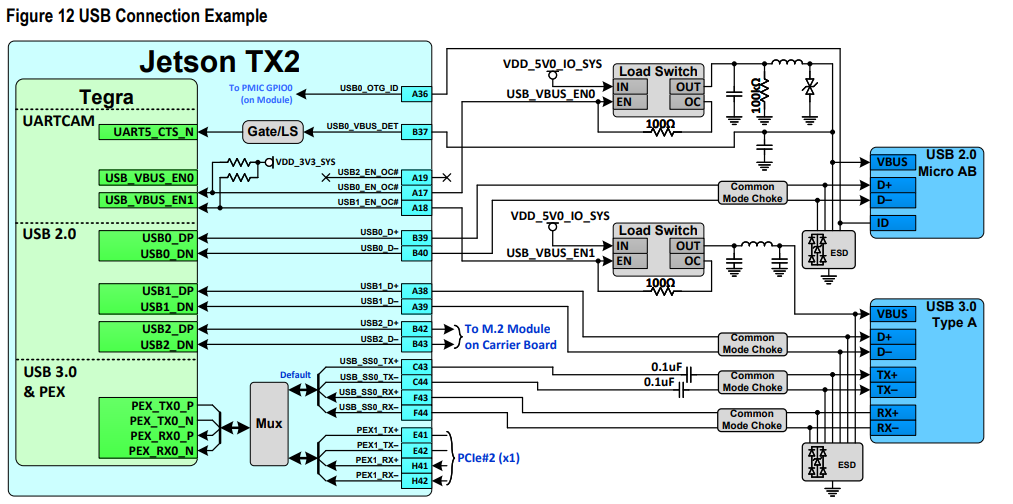 Figure 12 USB Connection Example
Jetson TX2
Tegra
UARTCAM
UART5_CTS_N
USB_VBUS_EN0
USB_VBUS_EN1
USB 2.0
USB0_DP
USB0_DN
USB1_DP
USB1_DN
USB2_DP
USB2_DN
USB 3.0
& PEX
PEX_TX0_P
PEX_TX0_N
PEX_RX0_P
PEX_RX0_N
To PMIC GPIO0
(on Module)
Gate/LS
VDD_3V3_SYS
Default
Mux
USB0_OTG_ID
A36
USB0_VBUS_DET
B37
USB2_EN_OC#
A19
USB0_EN_OC#
A17
USB1_EN_OC#
A18
USB0_D+
B39
USB0_D–
B40
USB1_D+
A38
USB1_D–
A39
USB2_D+
B42
USB2_D–
B43
USB_SS0_TX+
C43
USB_SS0_TX–
C44
USB_SS0_RX+
F43
USB_SS0_RX–
F44
PEX1_TX+
E41
PEX1_TX–
E42
PEX1_RX+
H41
PEX1_RX–
H42
To M.2 Module
on Carrier Board
PCIe#2 (x1)
VDD_5V0_IO_SYS
USB_VBUS_EN0
Load Switch
IN
OUT
EN
OC
100Ω
100kΩ
VDD_5V0_IO_SYS
USB_VBUS_EN1
Load Switch
IN
OUT
EN
OC
100Ω
Common
Mode Choke
Common
Mode Choke
0.1uF
0.1uF
Common
Mode Choke
Common
Mode Choke
USB 2.0
Micro AB
VBUS
D+
D–
ID
ESD
USB 3.0
Type A
VBUS
D+
D–
TX+
TX–
RX+
RX–
ESD